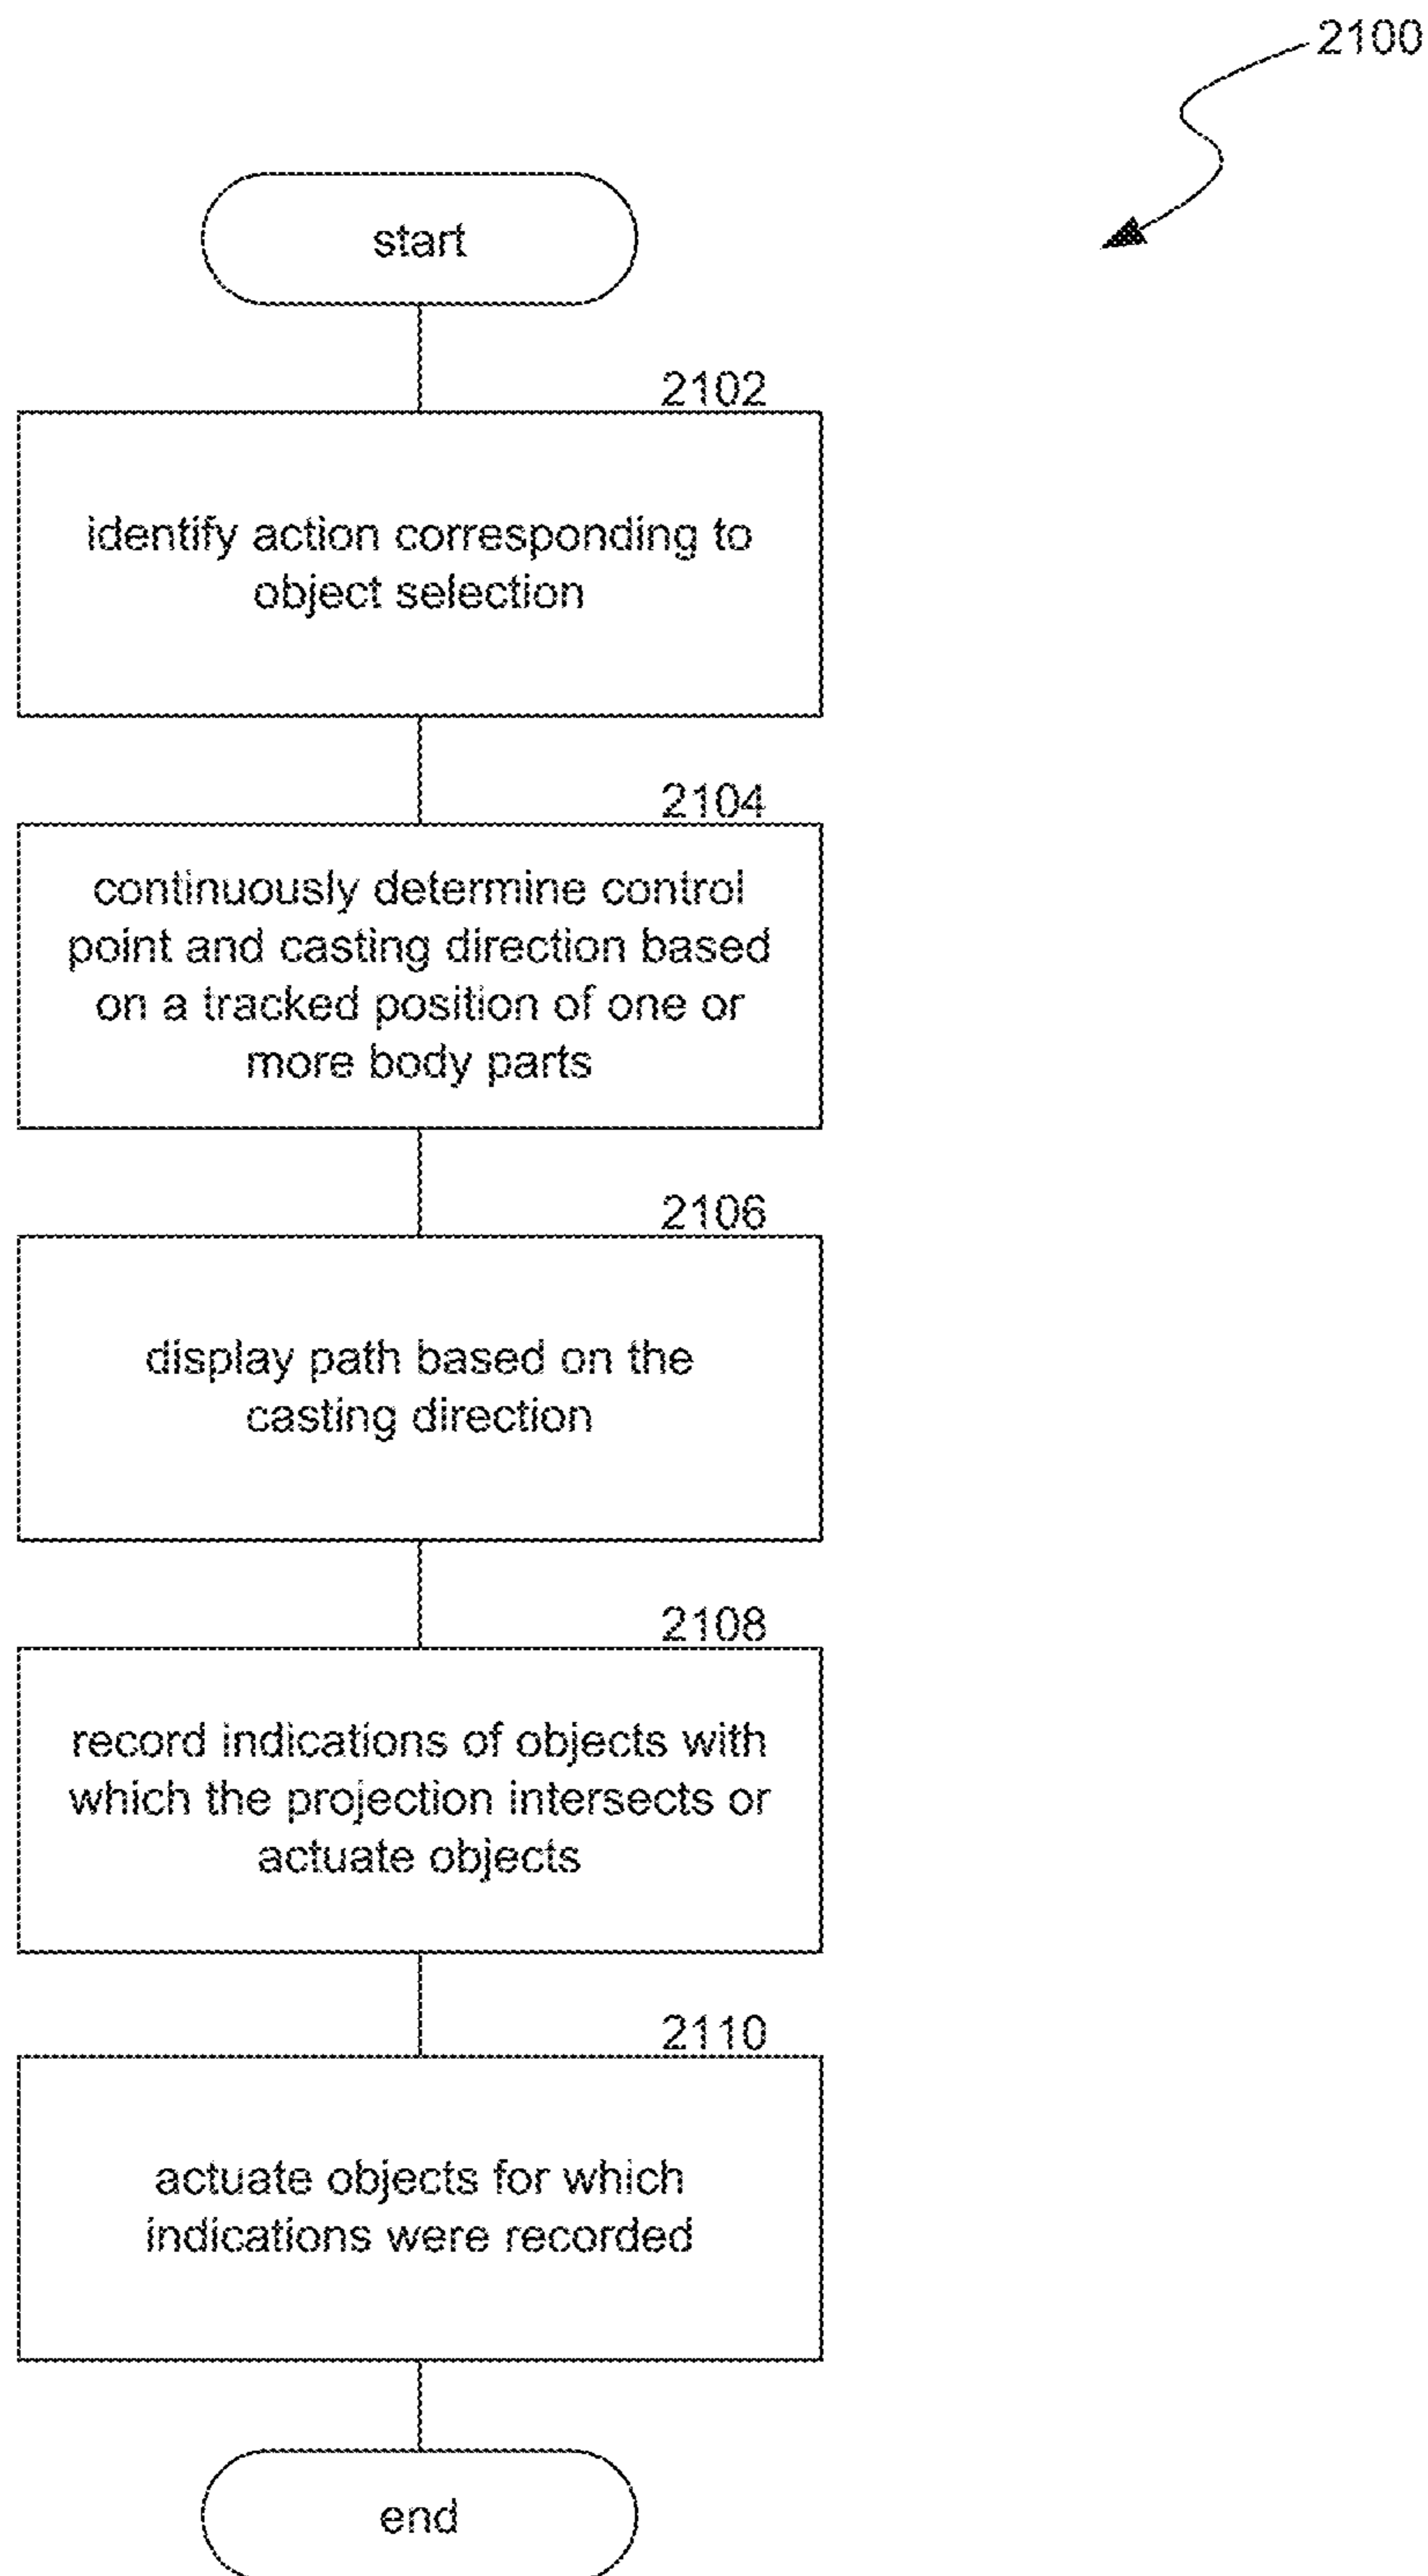 2100
start
2102
identify action corresponding to
object selection
2104
continuously determine control
point and casting direction based
on a tracked position of one or
more body parts
2106
display path based on the
casting direction
2108
record indications of objects with
which the projection intersects or
actuate objects
2110
actuate objects for which
indications were recorded
end